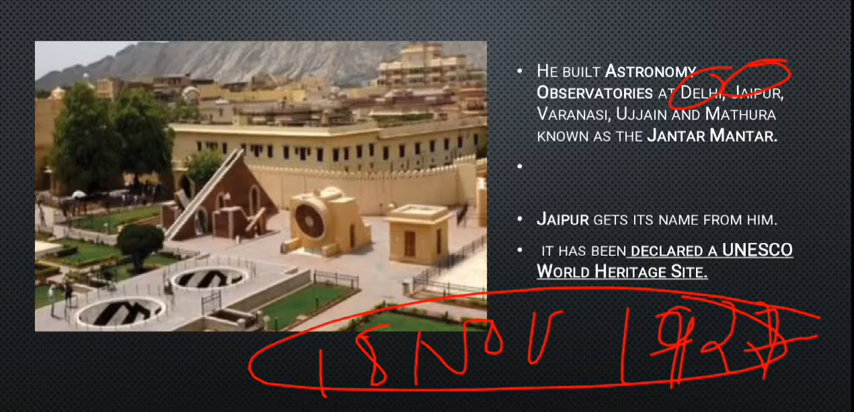 • He built Astronomy
Observatories at Delhi, Jaipur,
Varanasi, Ujjain and Mathura
known as the Jantar Mantar.
•
• Jaipur gets its name from him.
• it has been declared a UNESCO
World Heritage Site.
18 Nov